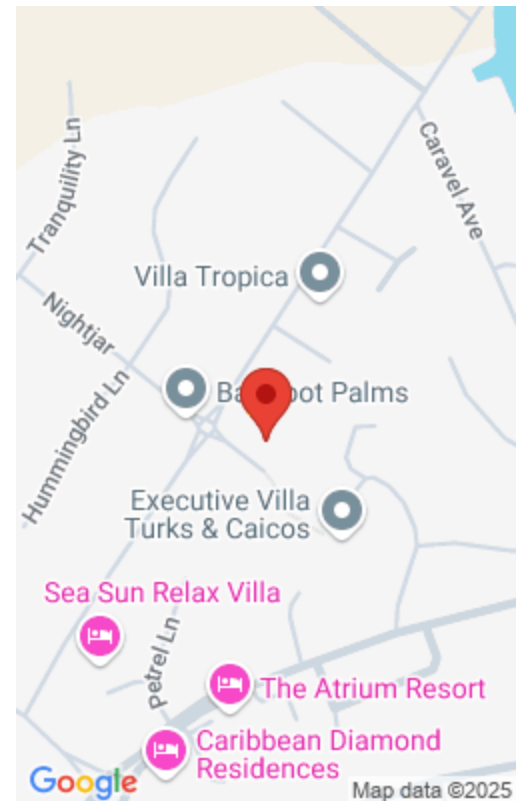 Tranquility Ln
Caravel Ave
Villa Tropica
Nightjar
Hummingbird Ln
Palms
Executive Villa
Turks & Caicos
Sea Sun Relax Villa
Petrel Ln
The Atrium Resort
Caribbean Diamond
Residences
Google
Map data ©2025